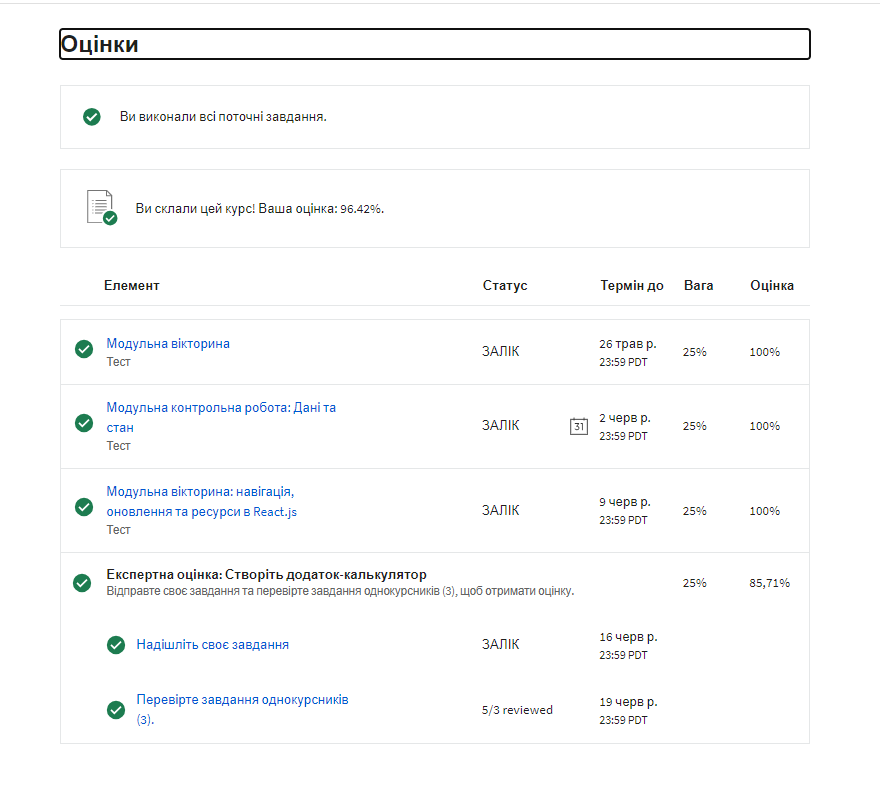 Оцінки
Ви виконали всі поточні завдання.
Ви склали цей курс! Ваша оцінка: 96.42%.
Елемент Статус Термін до Вага Оцінка
Модульна вікторина
Тест
ЗАЛІК
26 трав р.
23:59 PDT
25%
100%
Модульна контрольна робота: Дані та
стан
Тест
ЗАЛІК
31
2 черв р.
23:59 PDT
25%
100%
Модульна вікторина: навігація,
оновлення та ресурси в React.js
Тест
ЗАЛІК
9 черв р.
23:59 PDT
25%
100%
Експертна оцінка: Створіть додаток-калькулятор
Відправте своє завдання та перевірте завдання однокурсників (3), щоб отримати оцінку.
25%
85,71%
Надішліть своє завдання
ЗАЛІК
16 черв р.
23:59 PDT
Перевірте завдання однокурсників
(3).
5/3 reviewed
19 черв р.
23:59 PDT